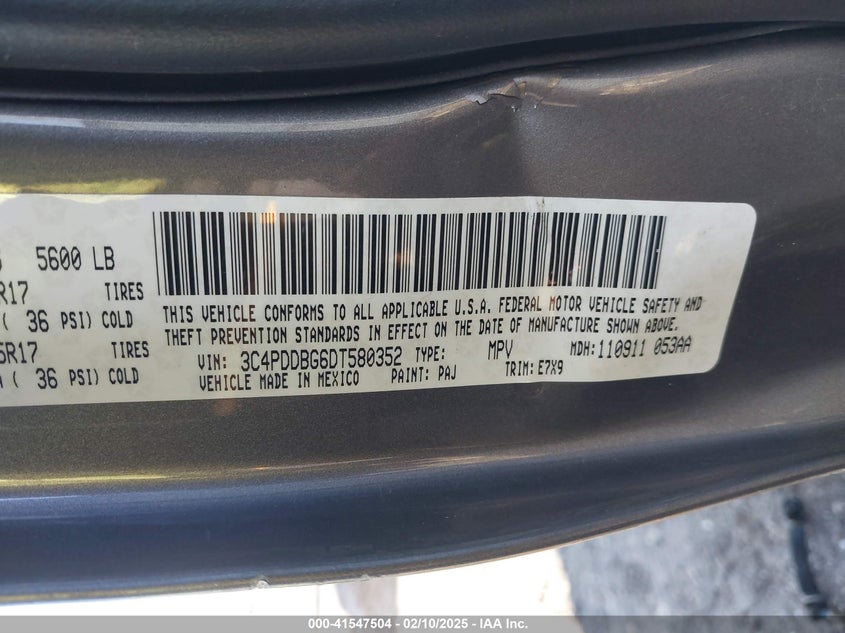 5600 LB
R17 TIRES
( 36 PSI) COLD
5R17 TIRES
( 36 PSI) COLD
THIS VEHICLE CONFORMS TO ALL APPLICABLE U.S.A. FEDERAL MOTOR VEHICLE SAFETY AND
THEFT PREVENTION STANDARDS IN EFFECT ON THE DATE OF MANUFACTURE SHOWN ABOVE.
VIN: 3C4PDDBG6DT580352 TYPE: MPV MDH:110911 053AA
VEHICLE MADE IN MEXICO PAINT: PAJ TRIM:E7X9
000-41547504 — 02/10/2025 — IAA Inc.